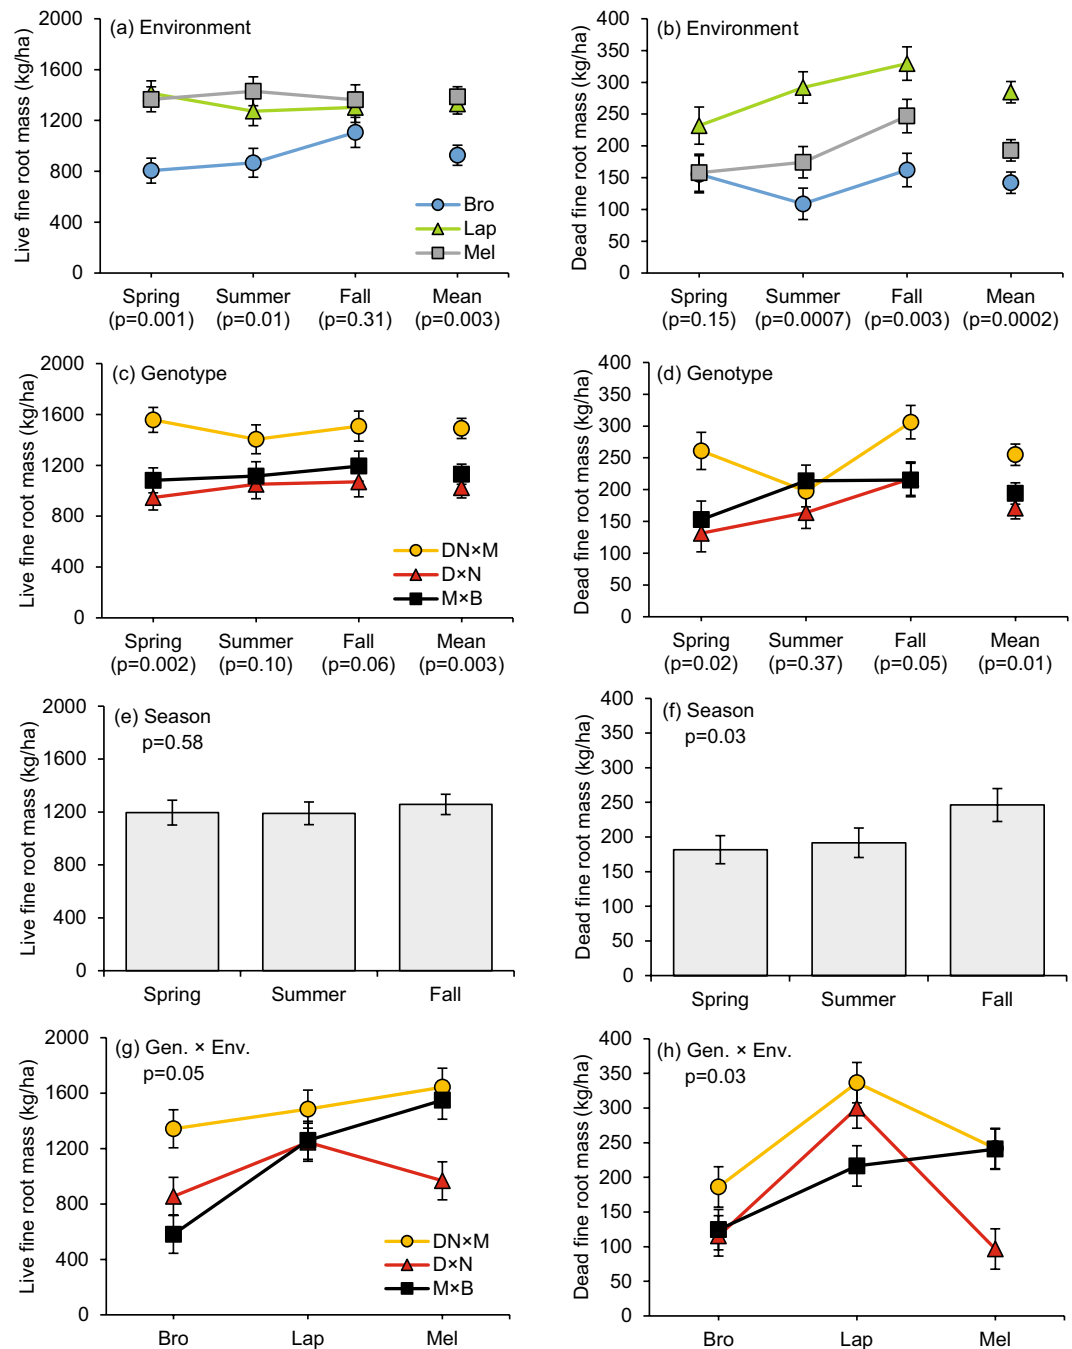 (a) Environment
Live fine root mass (kg/ha)
2000
1600
1200
800
400
0
Bro
Lap
Mel
Spring Summer Fall Mean
(p=0.001) (p=0.01) (p=0.31) (p=0.003)
(b) Environment
Dead fine root mass (kg/ha)
400
350
300
250
200
150
100
50
0
Spring Summer Fall Mean
(p=0.15) (p=0.0007) (p=0.003) (p=0.0002)
(c) Genotype
Live fine root mass (kg/ha)
2000
1600
1200
800
400
0
DN×M
D×N
M×B
Spring Summer Fall Mean
(p=0.002) (p=0.10) (p=0.06) (p=0.003)
(d) Genotype
Dead fine root mass (kg/ha)
400
350
300
250
200
150
100
50
0
Spring Summer Fall Mean
(p=0.02) (p=0.37) (p=0.05) (p=0.01)
(e) Season
p=0.58
Live fine root mass (kg/ha)
2000
1600
1200
800
400
0
Spring Summer Fall
(f) Season
p=0.03
Dead fine root mass (kg/ha)
400
350
300
250
200
150
100
50
0
Spring Summer Fall
(g) Gen. × Env.
p=0.05
Live fine root mass (kg/ha)
2000
1600
1200
800
400
0
DN×M
D×N
M×B
Bro Lap Mel
(h) Gen. × Env.
p=0.03
Dead fine root mass (kg/ha)
400
350
300
250
200
150
100
50
0
Bro Lap Mel